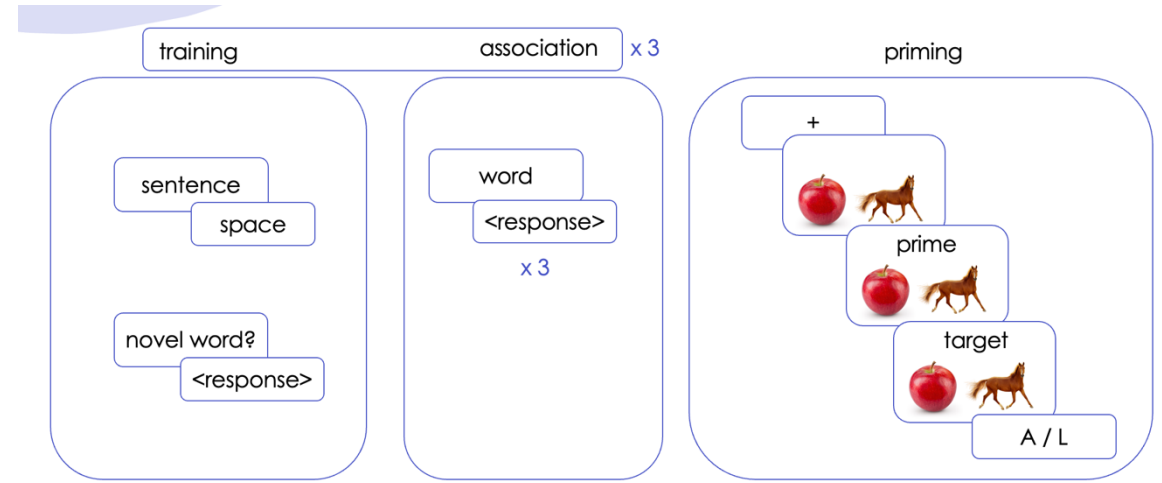 training
association
x 3
priming
sentence
space
novel word?
<response>
word
<response>
x 3
+
prime
target
A / L